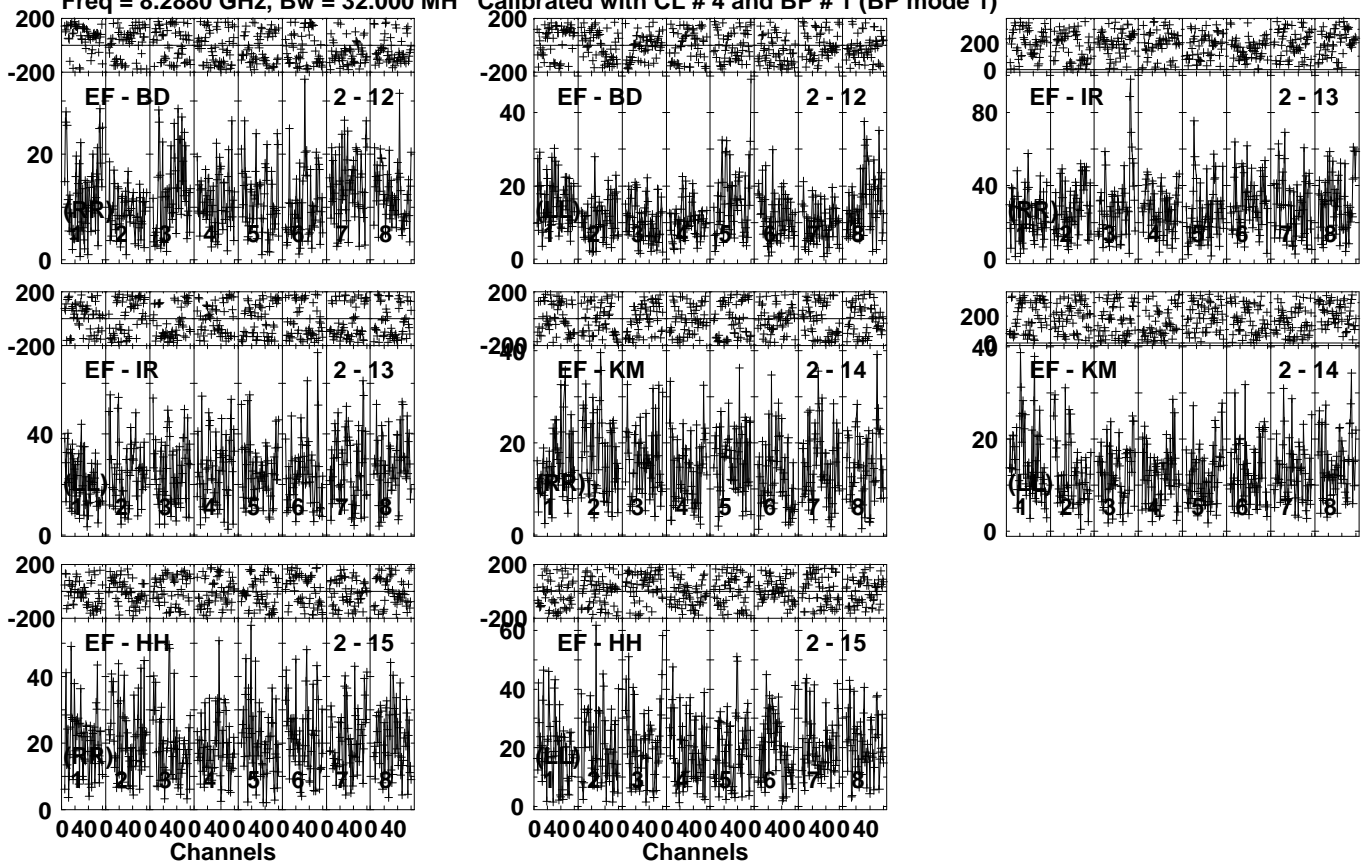 Freq = 8.2880 GHz, Bw = 32.000 MH Calibrated with CL # 4 and BP # 1 (BP mode 1)
200
-200
EF - BD 2 - 12
20
0
(RR)
1 2 3 4 5 6 7 8
200
-200
EF - BD 2 - 12
40
20
0
(LL)
1 2 3 4 5 6 7 8
200
0
EF - IR 2 - 13
80
40
0
(RR)
1 2 3 4 5 6 7 8
200
-200
EF - IR 2 - 13
40
0
(LL)
1 2 3 4 5 6 7 8
200
-200
40
EF - KM 2 - 14
20
0
(RR)
1 2 3 4 5 6 7 8
200
0
40
EF - KM 2 - 14
20
0
(LL)
1 2 3 4 5 6 7 8
200
-200
EF - HH 2 - 15
40
20
0
(RR)
1 2 3 4 5 6 7 8
0 40 0 40 0 40 0 40 0 40 0 40 0 40 0 40
Channels
200
-200
60
EF - HH 2 - 15
40
20
0
(LL)
1 2 3 4 5 6 7 8
0 40 0 40 0 40 0 40 0 40 0 40 0 40 0 40
Channels